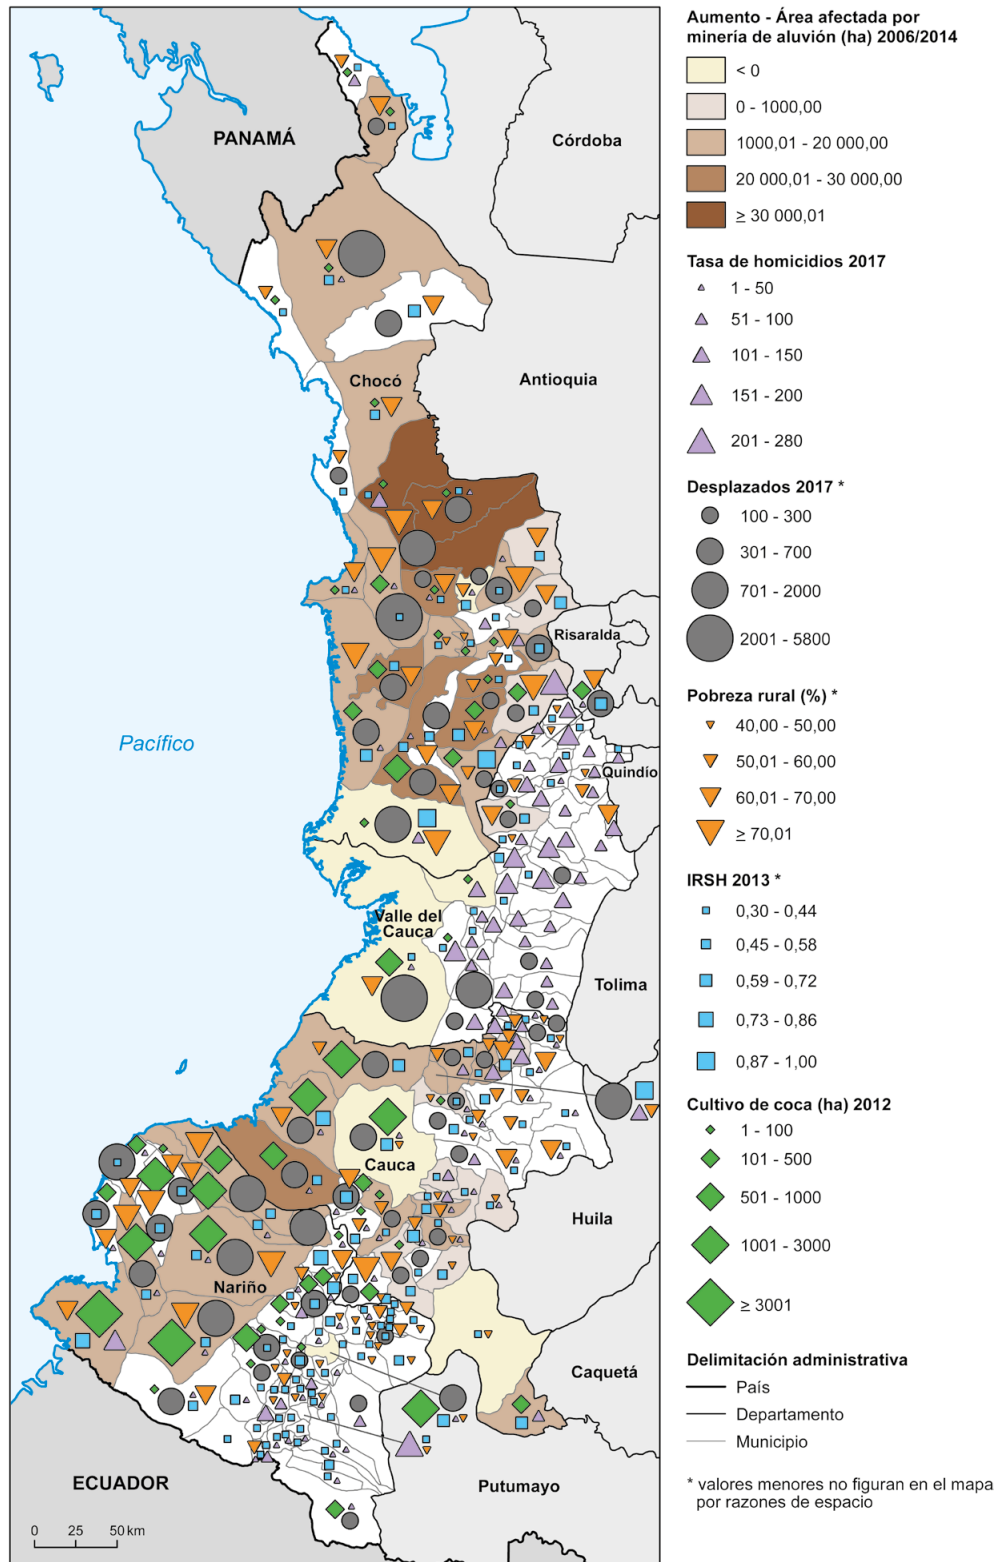 PANAMÁ
Córdoba
Chocó
Antioquia
Risaralda
Pacífico
Quindío
Valle del
Cauca
Tolima
Cauca
Huila
Nariño
Caquetá
ECUADOR
Putumayo
0 25 50 km
Aumento - Área afectada por
minería de aluvión (ha) 2006/2014
< 0
0 - 1000,00
1000,01 - 20 000,00
20 000,01 - 30 000,00
≥ 30 000,01
Tasa de homicidios 2017
1 - 50
51 - 100
101 - 150
151 - 200
201 - 280
Desplazados 2017 *
100 - 300
301 - 700
701 - 2000
2001 - 5800
Pobreza rural (%) *
40,00 - 50,00
50,01 - 60,00
60,01 - 70,00
≥ 70,01
IRSH 2013 *
0,30 - 0,44
0,45 - 0,58
0,59 - 0,72
0,73 - 0,86
0,87 - 1,00
Cultivo de coca (ha) 2012
1 - 100
101 - 500
501 - 1000
1001 - 3000
≥ 3001
Delimitación administrativa
País
Departamento
Municipio
* valores menores no figuran en el mapa
por razones de espacio